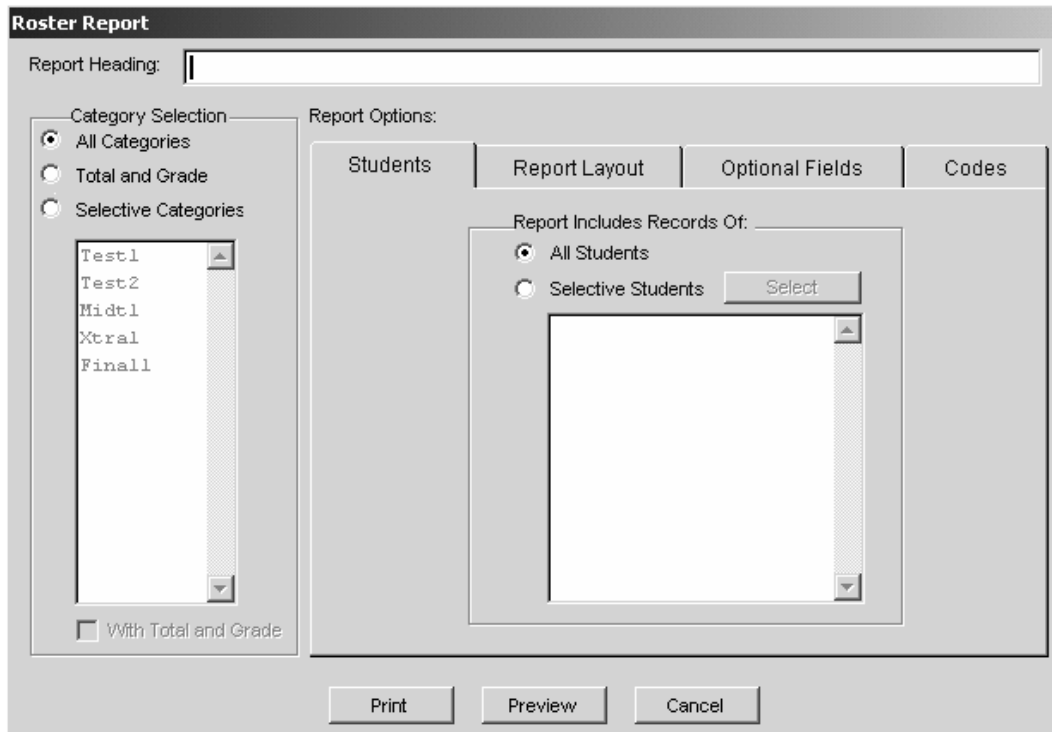 Roster Report
Report Heading:
Category Selection
All Categories
Total and Grade
Selective Categories
Test1
Test2
Midt1
Xtra1
Final1
With Total and Grade
Report Options:
Students Report Layout Optional Fields Codes
Report Includes Records Of:
All Students
Selective Students Select
Print Preview Cancel